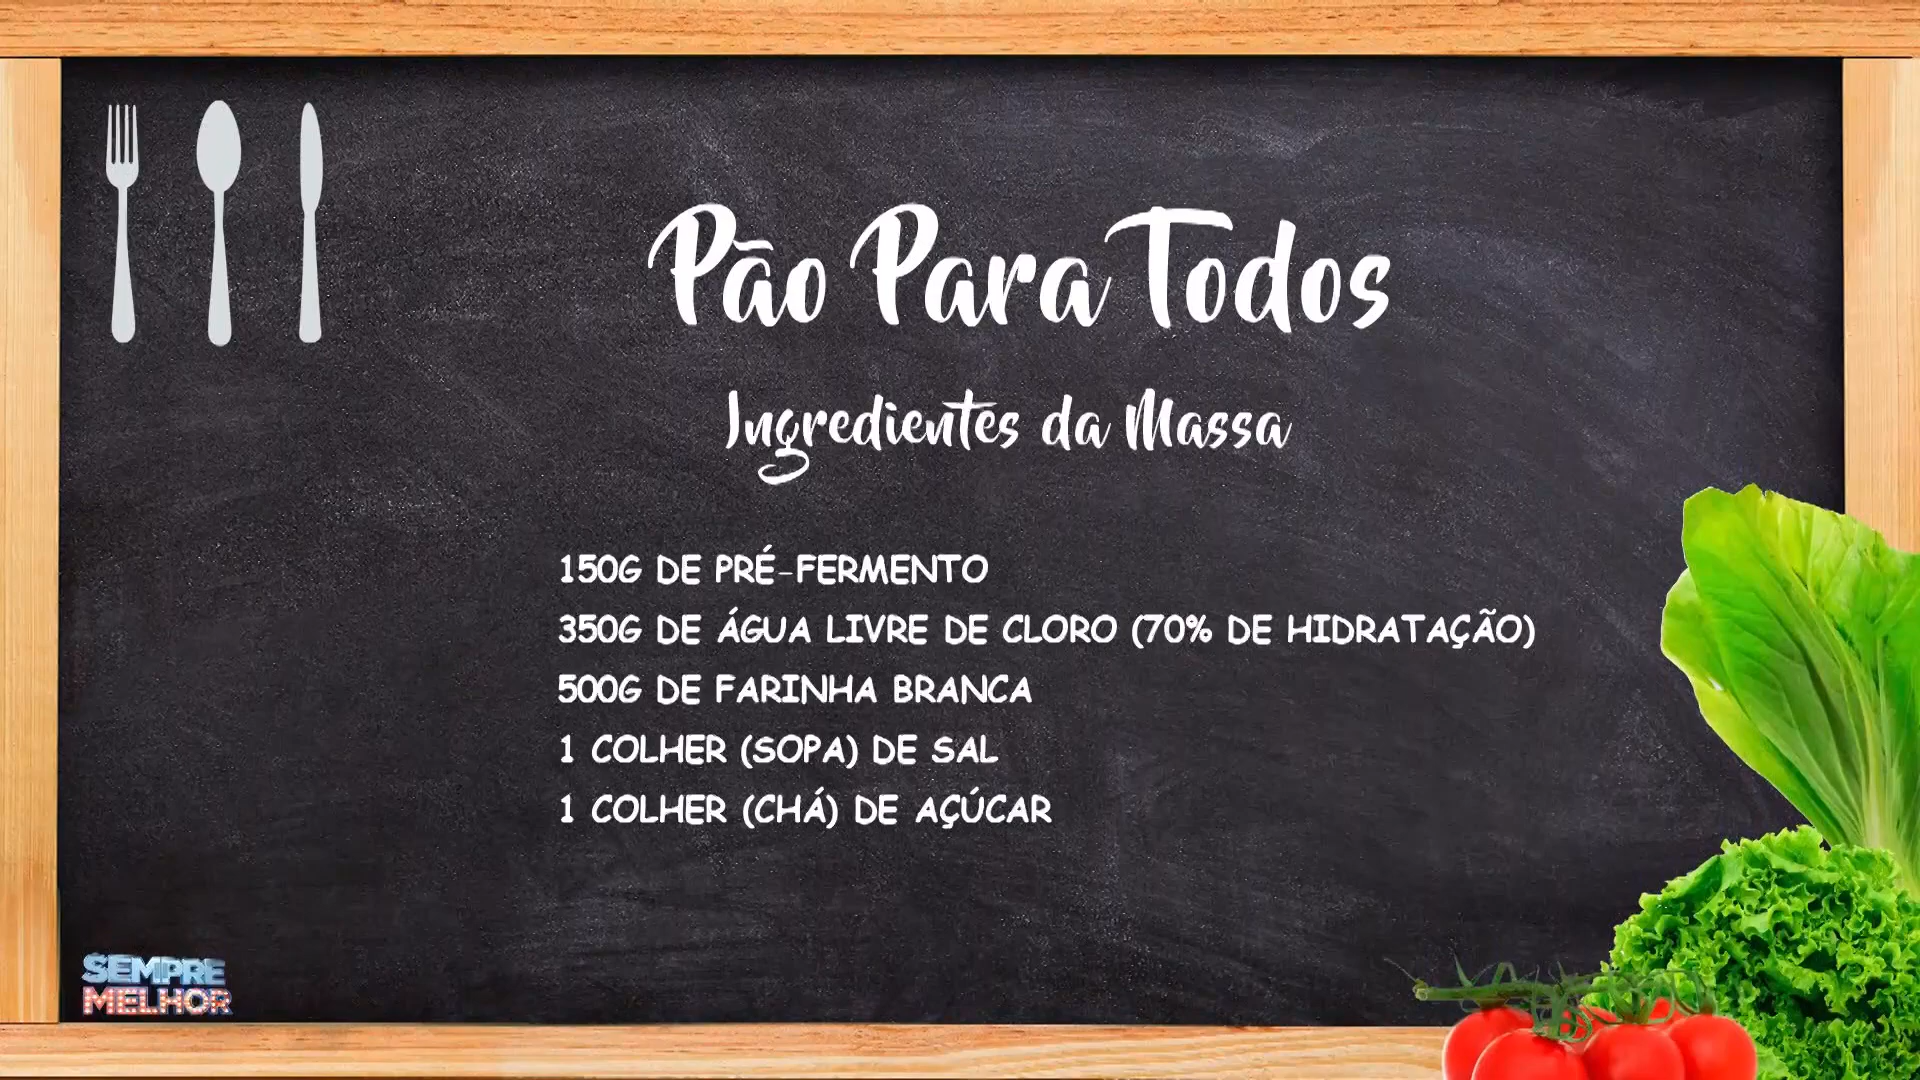 Pão Para Todos
Ingredientes da Massa
150G DE PRÉ-FERMENTO
350G DE ÁGUA LIVRE DE CLORO (70% DE HIDRATAÇÃO)
500G DE FARINHA BRANCA
1 COLHER (SOPA) DE SAL
1 COLHER (CHÁ) DE AÇÚCAR
SEMPRE
MELHOR